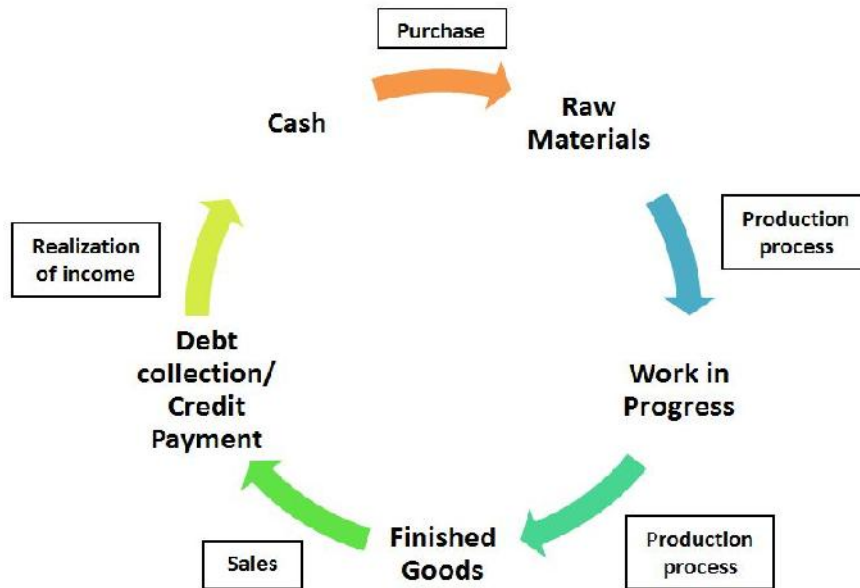 Purchase
Cash
Raw
Materials
Production
process
Work in
Progress
Production
process
Finished
Goods
Sales
Debt
collection/
Credit
Payment
Realization
of income